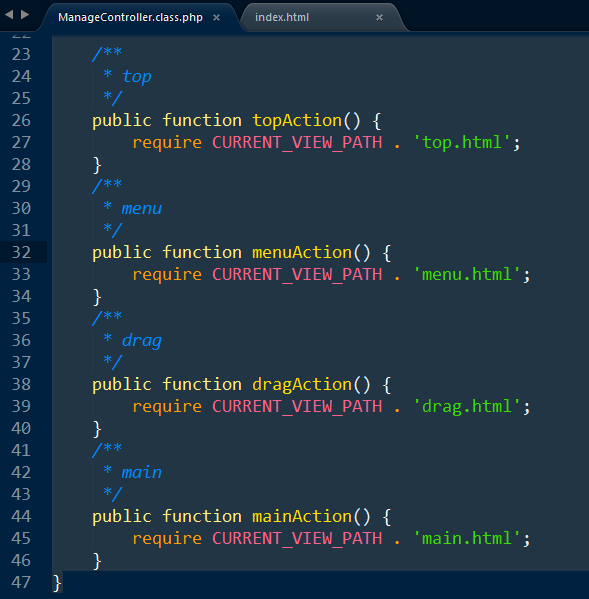 ManageController.class.php × index.html ×
22
23 /**
24 * top
25 */
26 public function topAction() {
27 require CURRENT_VIEW_PATH . 'top.html';
28 }
29 /**
30 * menu
31 */
32 public function menuAction() {
33 require CURRENT_VIEW_PATH . 'menu.html';
34 }
35 /**
36 * drag
37 */
38 public function dragAction() {
39 require CURRENT_VIEW_PATH . 'drag.html';
40 }
41 /**
42 * main
43 */
44 public function mainAction() {
45 require CURRENT_VIEW_PATH . 'main.html';
46 }
47 }